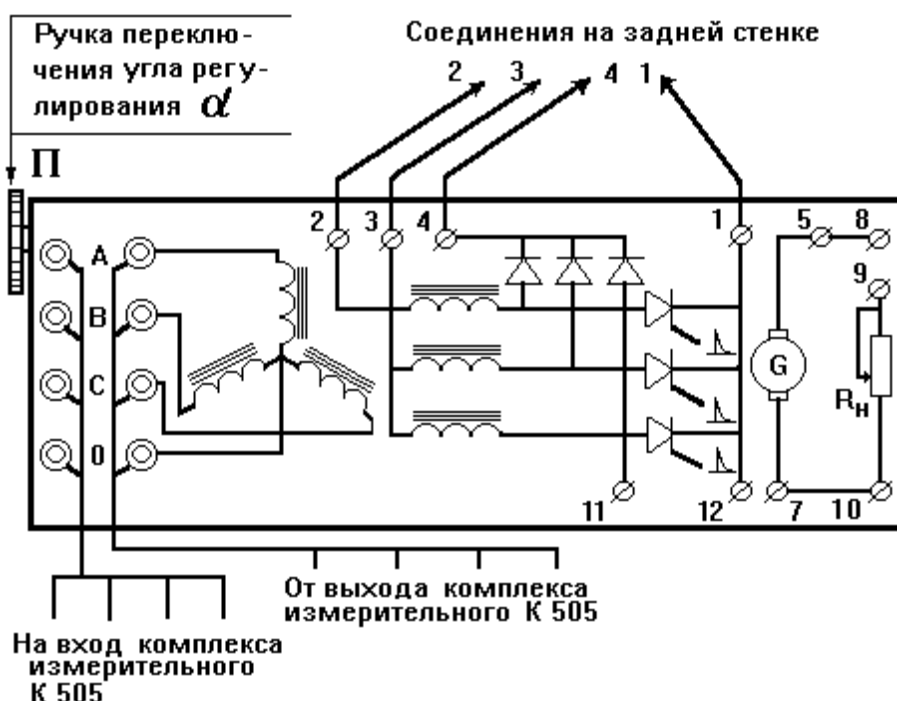 Ручка переклю-
чения угла регу-
лирования α
Соединения на задней стенке
2 3 4 1
П
2 3 4 1 5 8
A
9
B
G
C
Rн
0
11 12 7 10
От выхода комплекса
измерительного К 505
На вход комплекса
измерительного
К 505